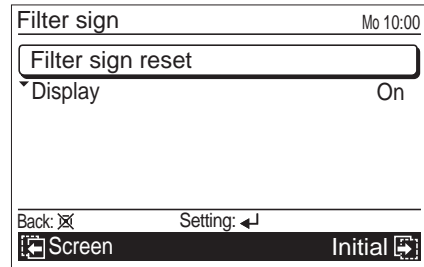 Filter sign Mo 10:00
Filter sign reset
Display On
Back: Setting:
Screen Initial